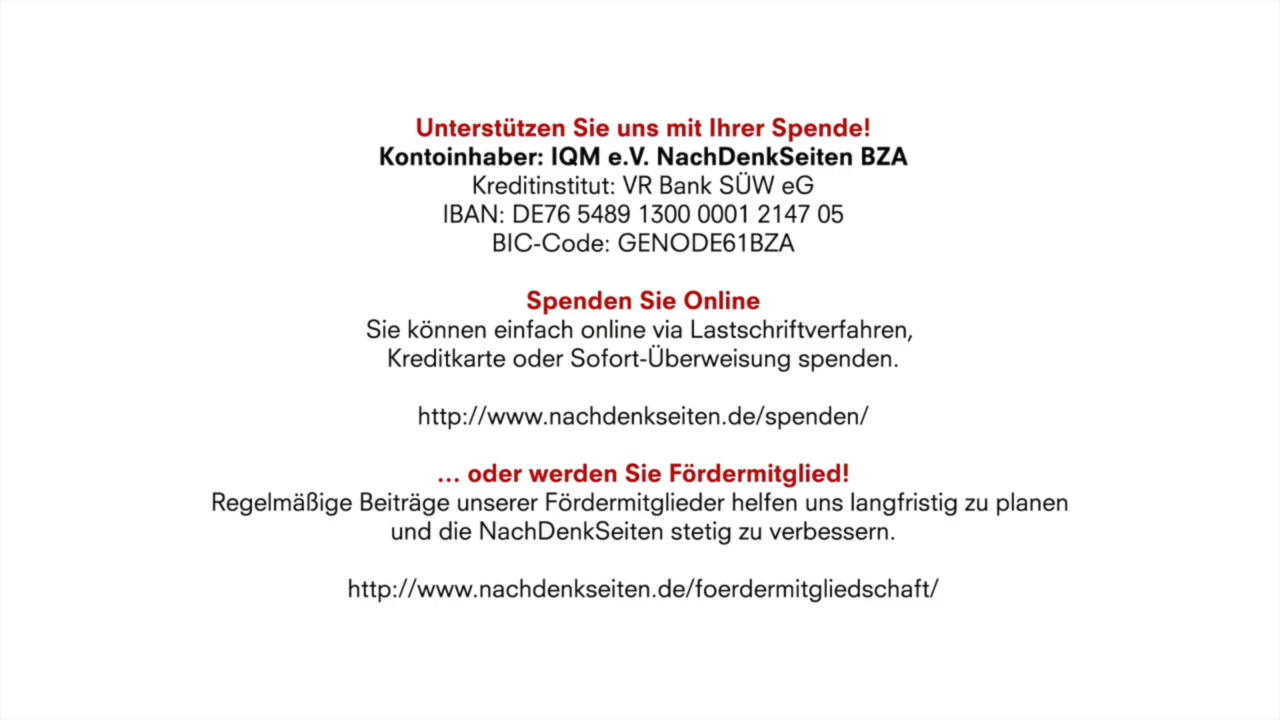 Unterstützen Sie uns mit Ihrer Spende!
Kontoinhaber: IQM e.V. NachDenkSeiten BZA
Kreditinstitut: VR Bank SÜW eG
IBAN: DE76 5489 1300 0001 2147 05
BIC-Code: GENODE61BZA
Spenden Sie Online
Sie können einfach online via Lastschriftverfahren,
Kreditkarte oder Sofort-Überweisung spenden.
http://www.nachdenkseiten.de/spenden/
... oder werden Sie Fördermitglied!
Regelmäßige Beiträge unserer Fördermitglieder helfen uns langfristig zu planen
und die NachDenkSeiten stetig zu verbessern.
http://www.nachdenkseiten.de/foerdermitgliedschaft/